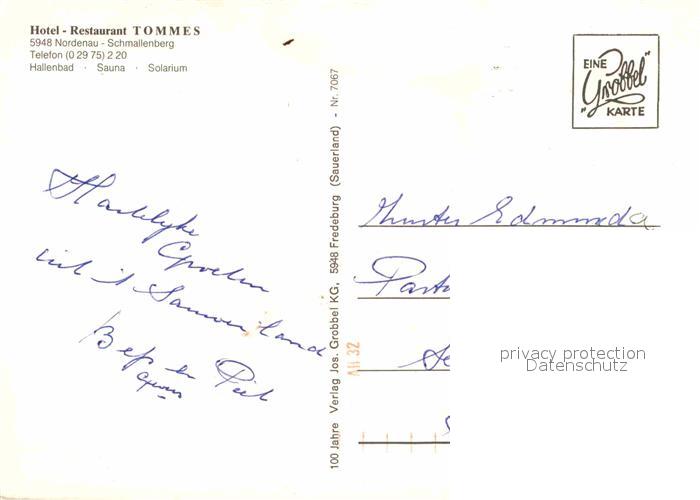 Hotel - Restaurant TOMMES
5948 Nordenau - Schmallenberg
Telefon (0 29 75) 2 20
Hallenbad · Sauna · Solarium
EINE
"Grobbel"
KARTE
Hartelijke
Groeten
uit 't Sauerland
Bep en Piet
100 Jahre Verlag Jos. Grobbel KG, 5948 Fredeburg (Sauerland) - Nr. 7067
Edmunda
privacy protection
Datenschutz